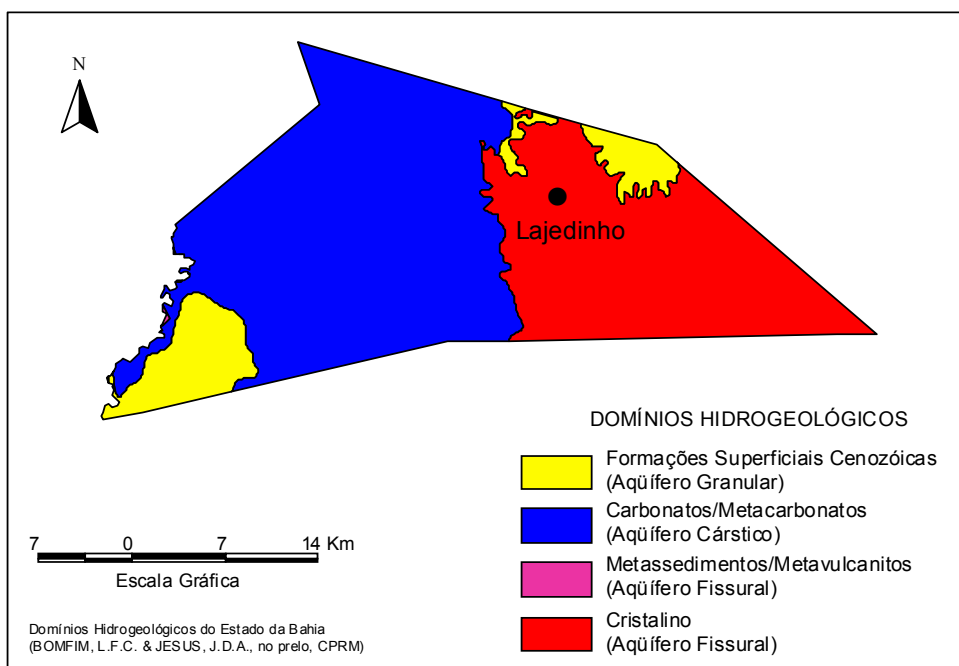 N
Lajedinho
DOMÍNIOS HIDROGEOLÓGICOS
Formações Superficiais Cenozóicas
(Aqüífero Granular)
Carbonatos/Metacarbonatos
(Aqüífero Cárstico)
Metassedimentos/Metavulcanitos
(Aqüífero Fissural)
Cristalino
(Aqüífero Fissural)
7 0 7 14 Km
Escala Gráfica
Domínios Hidrogeológicos do Estado da Bahia
(BOMFIM, L.F.C. & JESUS, J.D.A., no prelo, CPRM)